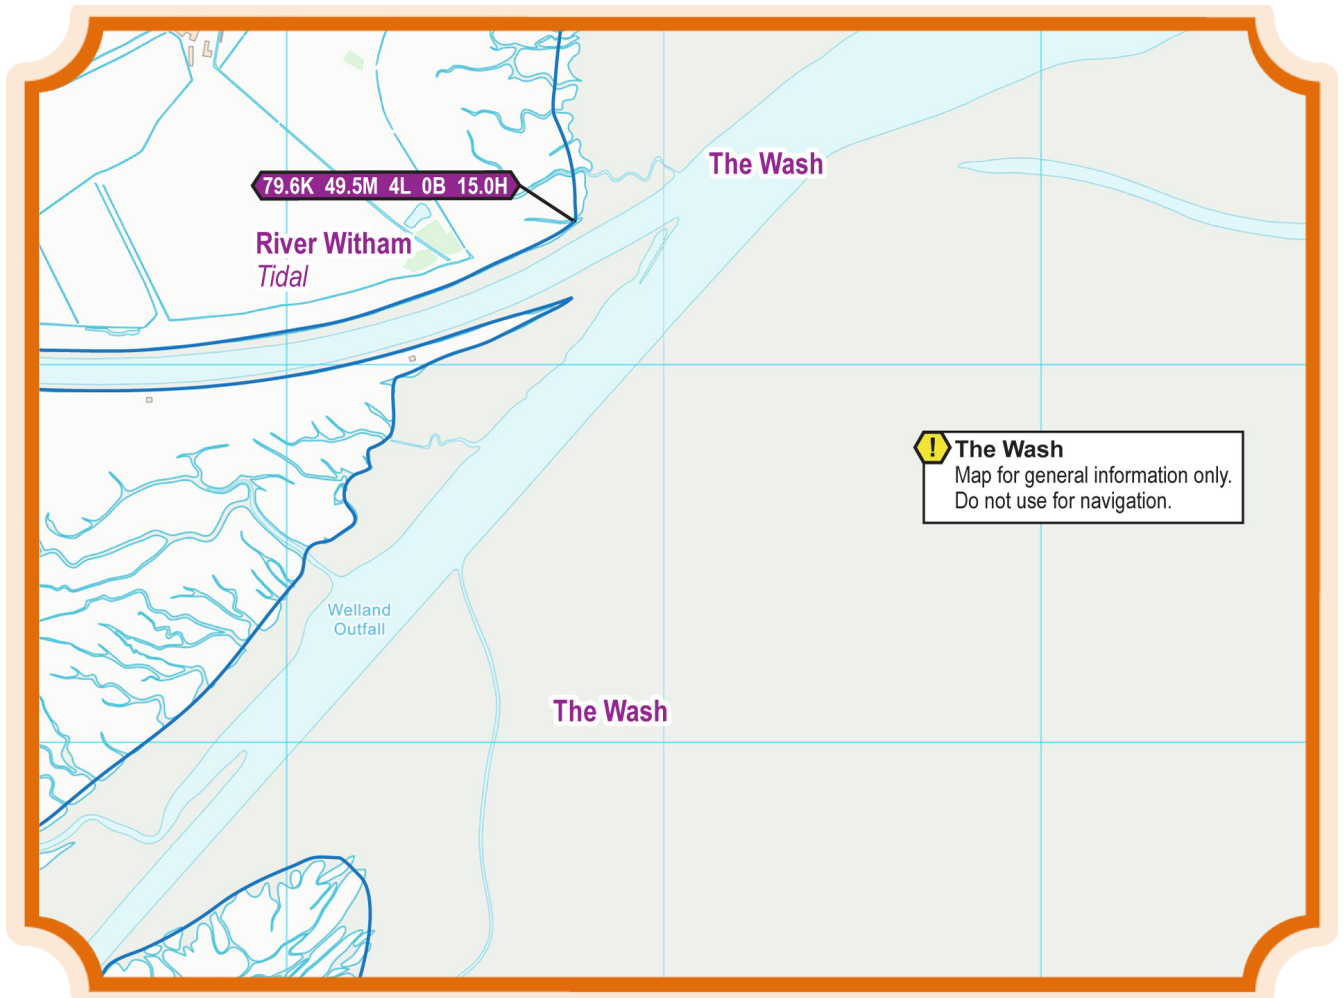 The Wash
79.6K 49.5M 4L 0B 15.0H
River Witham
Tidal
! The Wash
Map for general information only.
Do not use for navigation.
Welland
Outfall
The Wash